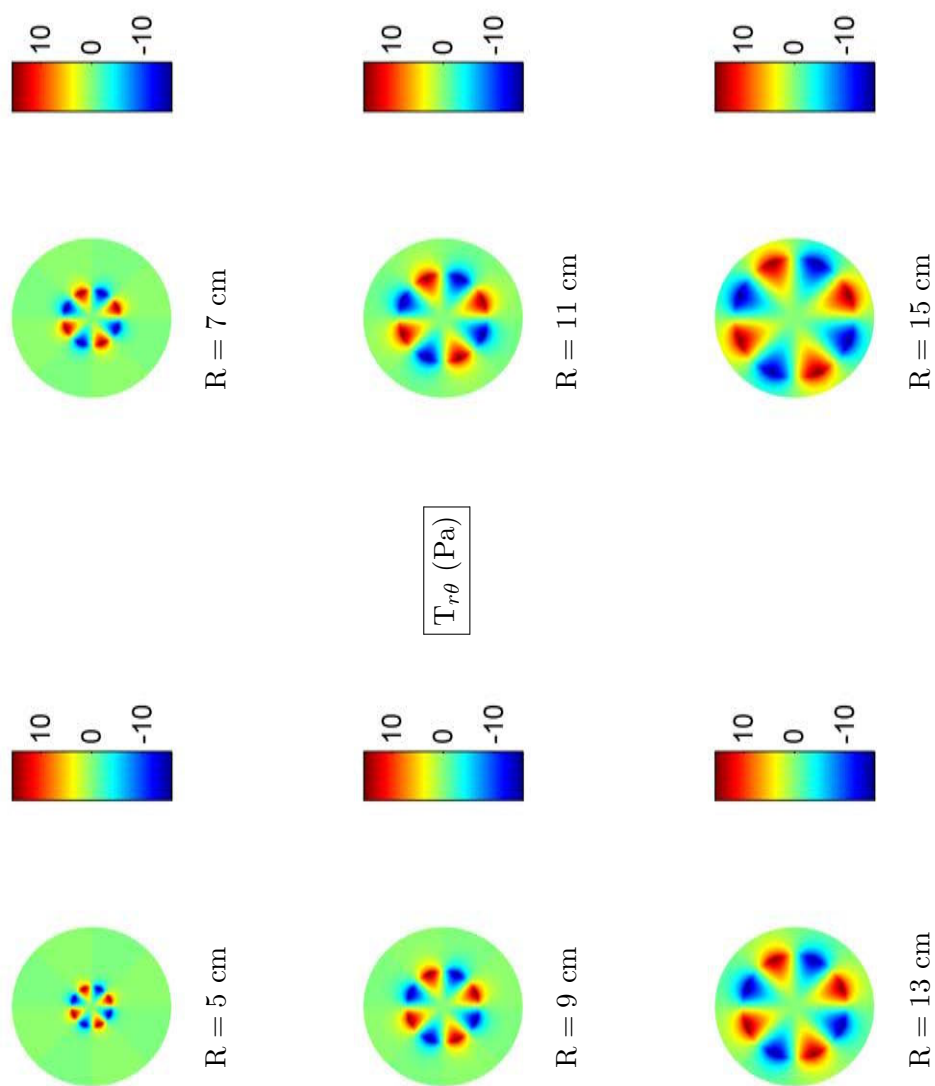 10
0
-10
R = 5 cm
10
0
-10
R = 7 cm
10
0
-10
R = 9 cm
T_{rθ} (Pa)
10
0
-10
R = 11 cm
10
0
-10
R = 13 cm
10
0
-10
R = 15 cm